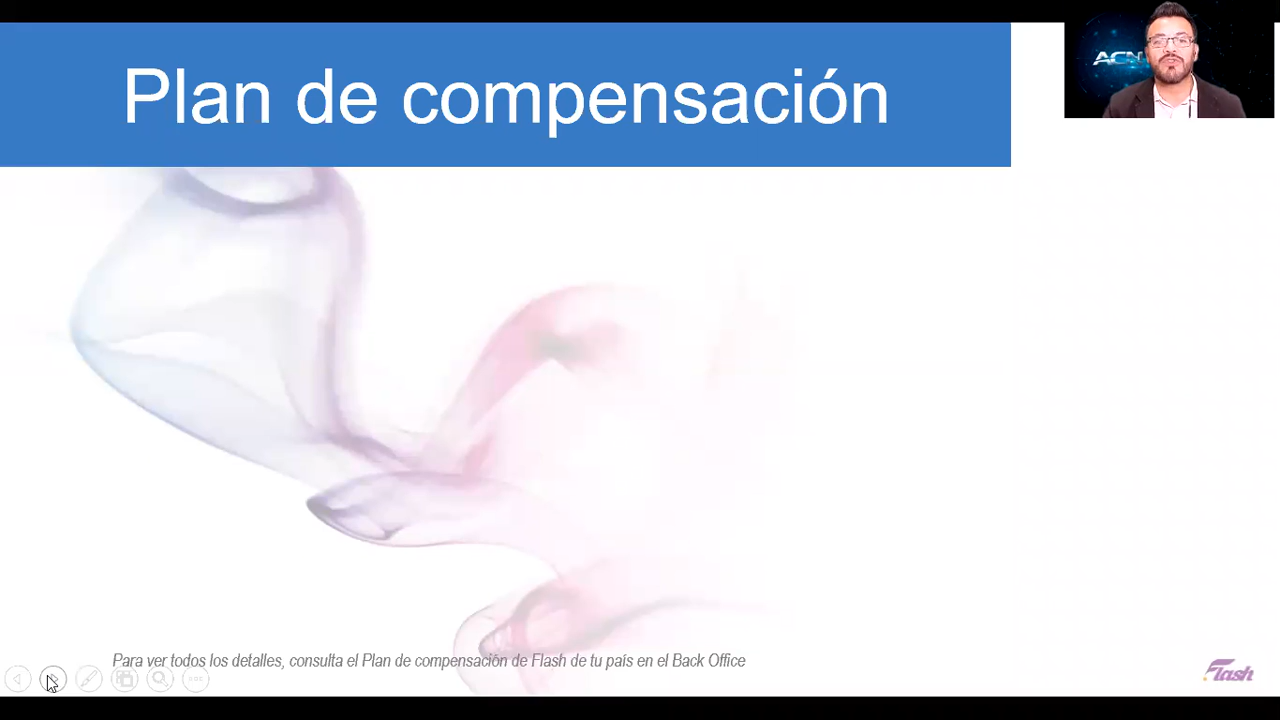 Plan de compensación
ACN
Para ver todos los detalles, consulta el Plan de compensación de Flash de tu país en el Back Office
Flash